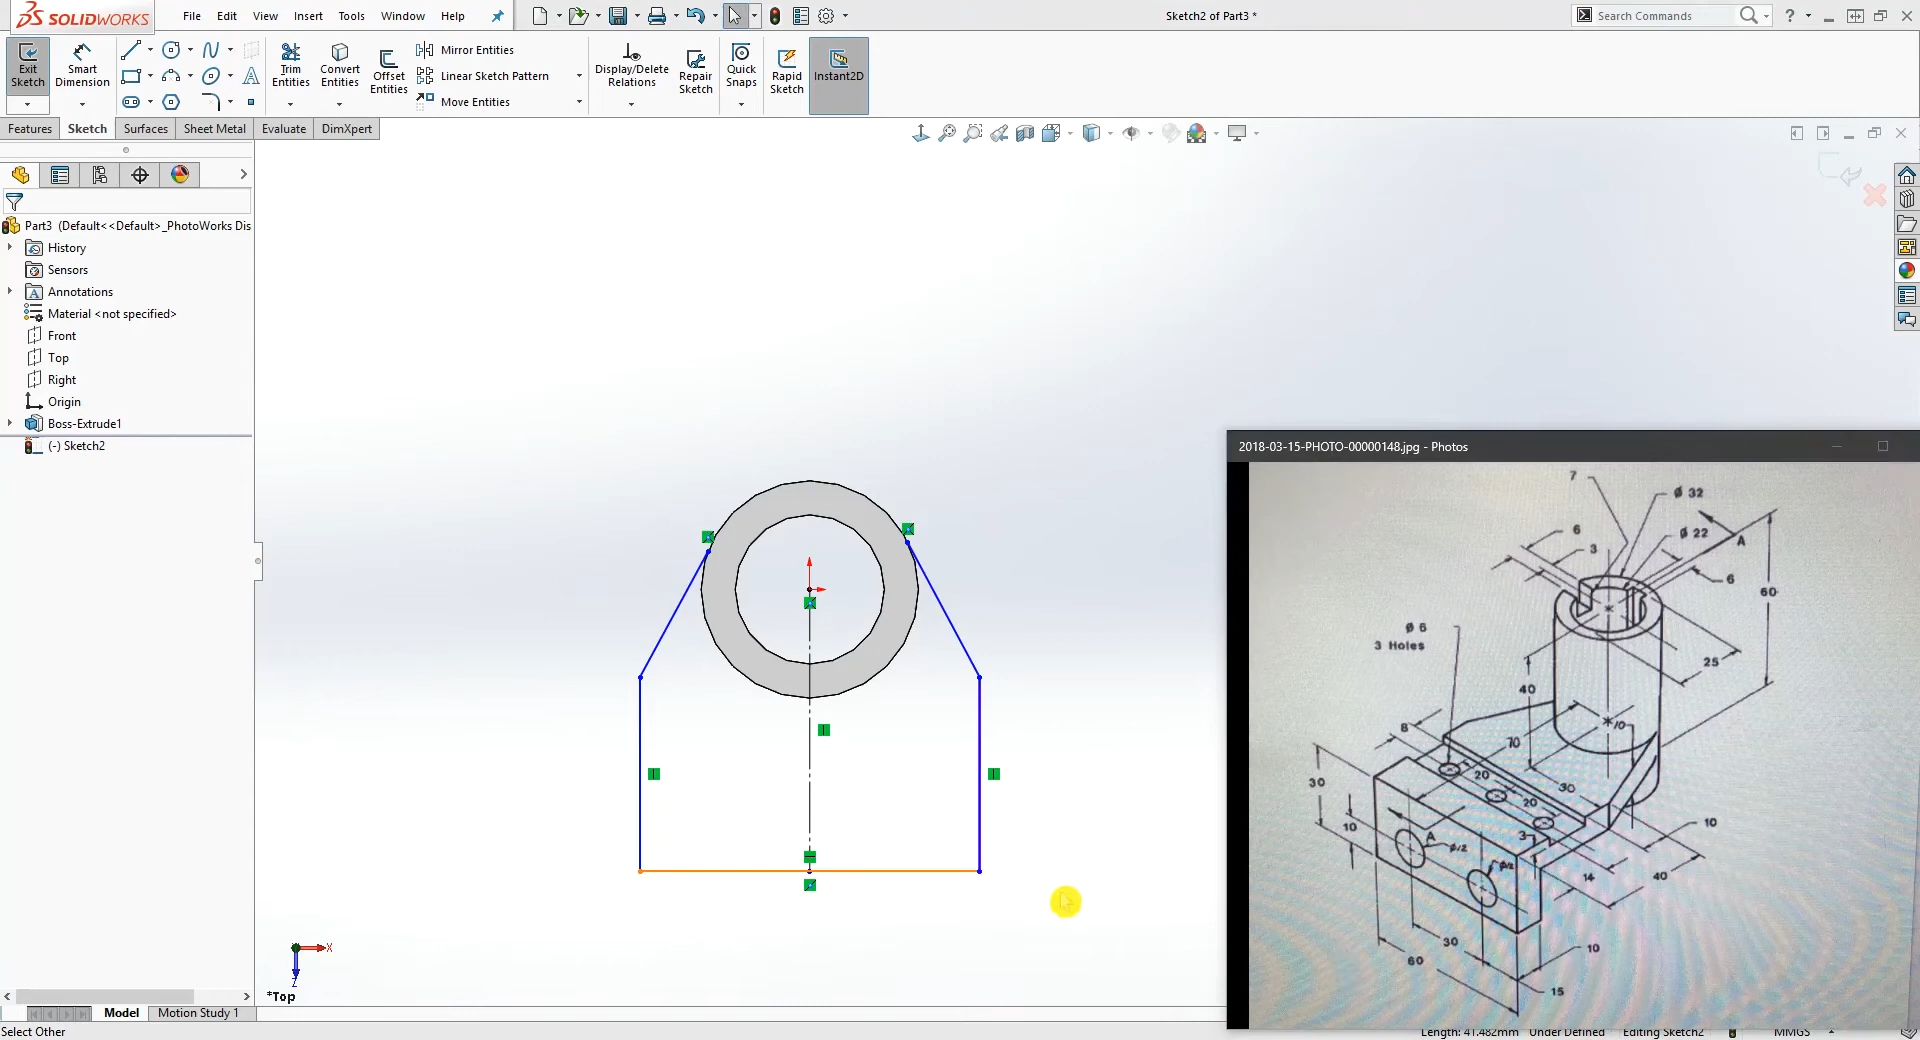 SOLIDWORKS
File Edit View Insert Tools Window Help
Sketch2 of Part3 *
Search Commands
Exit Sketch
Smart Dimension
Trim Entities
Convert Entities
Offset Entities
Mirror Entities
Linear Sketch Pattern
Move Entities
Display/Delete Relations
Repair Sketch
Quick Snaps
Rapid Sketch
Instant2D
Features Sketch Surfaces Sheet Metal Evaluate DimXpert
Part3 (Default<<Default>_PhotoWorks Dis
History
Sensors
Annotations
Material <not specified>
Front
Top
Right
Origin
Boss-Extrude1
(-) Sketch2
X
Z
*Top
2018-03-15-PHOTO-00000148.jpg - Photos
7
Ø 32
6
Ø 22
A
3
6
60
Ø 6
3 Holes
25
40
8
10
70
30
20
30
20
10
10
A
Ø12
3
Ø12
14
40
30
10
60
15
Model Motion Study 1
Select Other
Length: 41.482mm Under Defined Editing Sketch2 MMGS